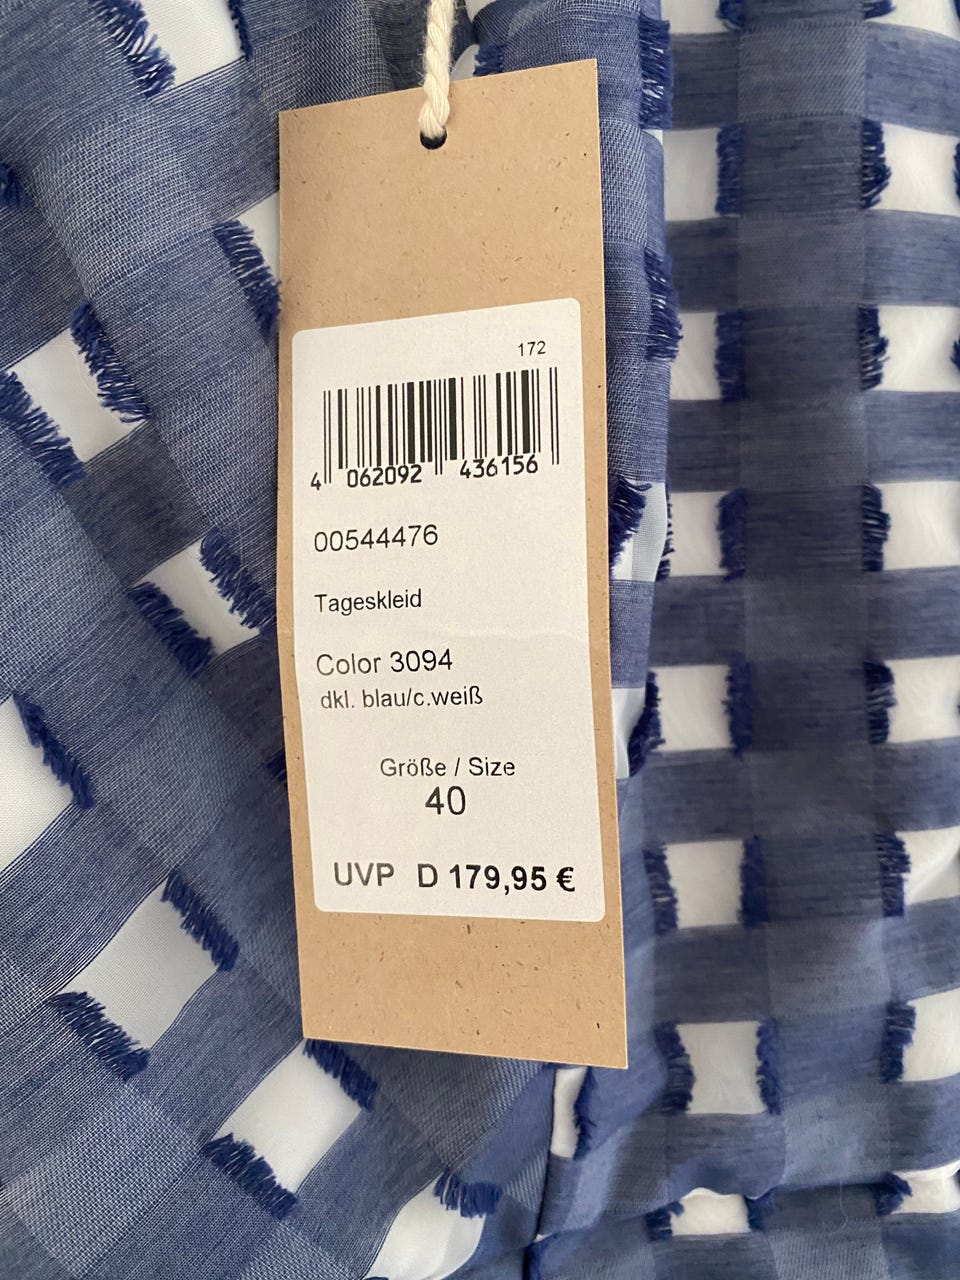 172
4 062092 436156
00544476
Tageskleid
Color 3094
dkl. blau/c.weiß
Größe / Size
40
UVP D 179,95 €